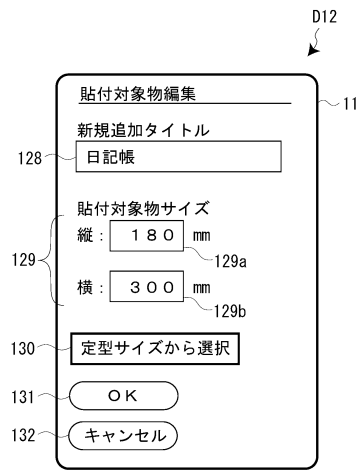 D12
11
貼付対象物編集
新規追加タイトル
128
日記帳
貼付対象物サイズ
129
縦： １８０ mm
129a
横： ３００ mm
129b
130
定型サイズから選択
131
ＯＫ
132
キャンセル